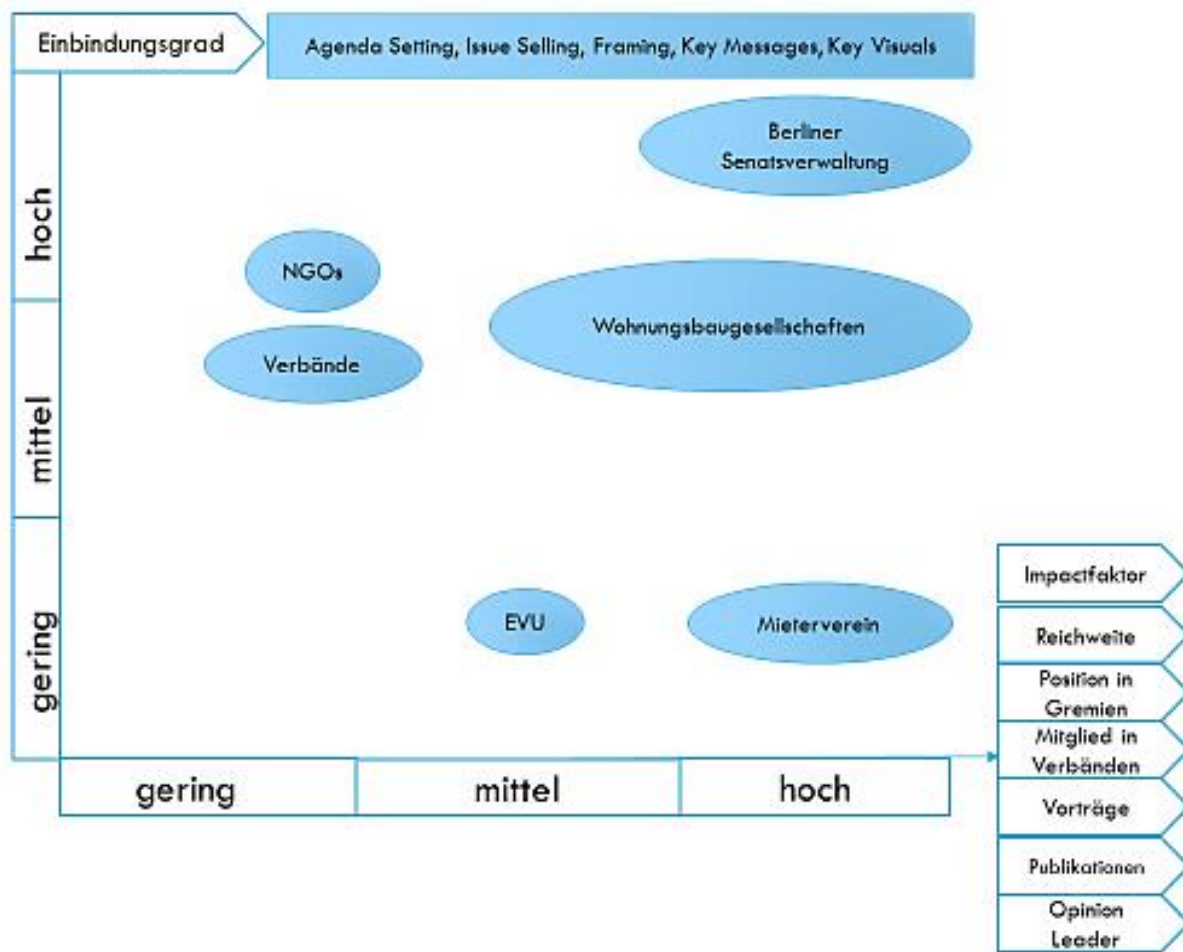 Einbindungsgrad
Agenda Setting, Issue Selling, Framing, Key Messages, Key Visuals
hoch
mittel
gering
Berliner
Senatsverwaltung
NGOs
Wohnungsbaugesellschaften
Verbände
EVU
Mieterverein
gering
mittel
hoch
Impactfaktor
Reichweite
Position in
Gremien
Mitglied in
Verbänden
Vorträge
Publikationen
Opinion
Leader